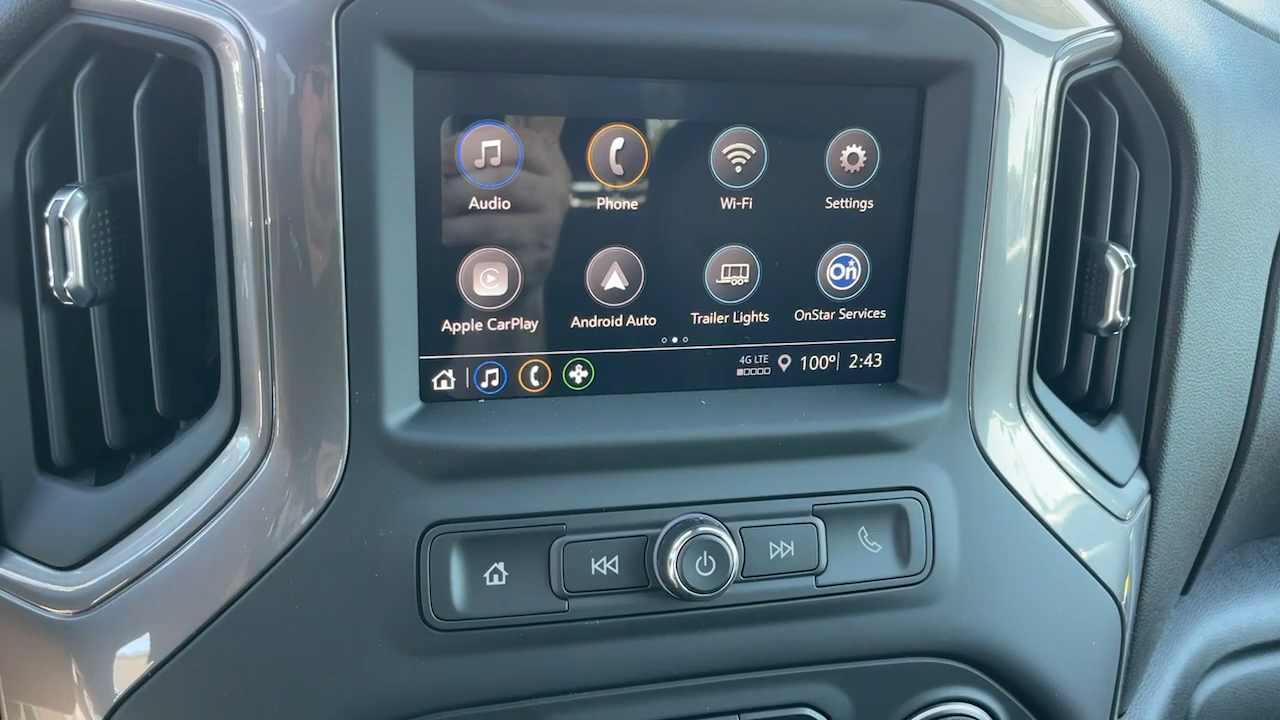 Audio Phone Wi-Fi Settings
On
Apple CarPlay Android Auto Trailer Lights OnStar Services
4G LTE 100° 2:43